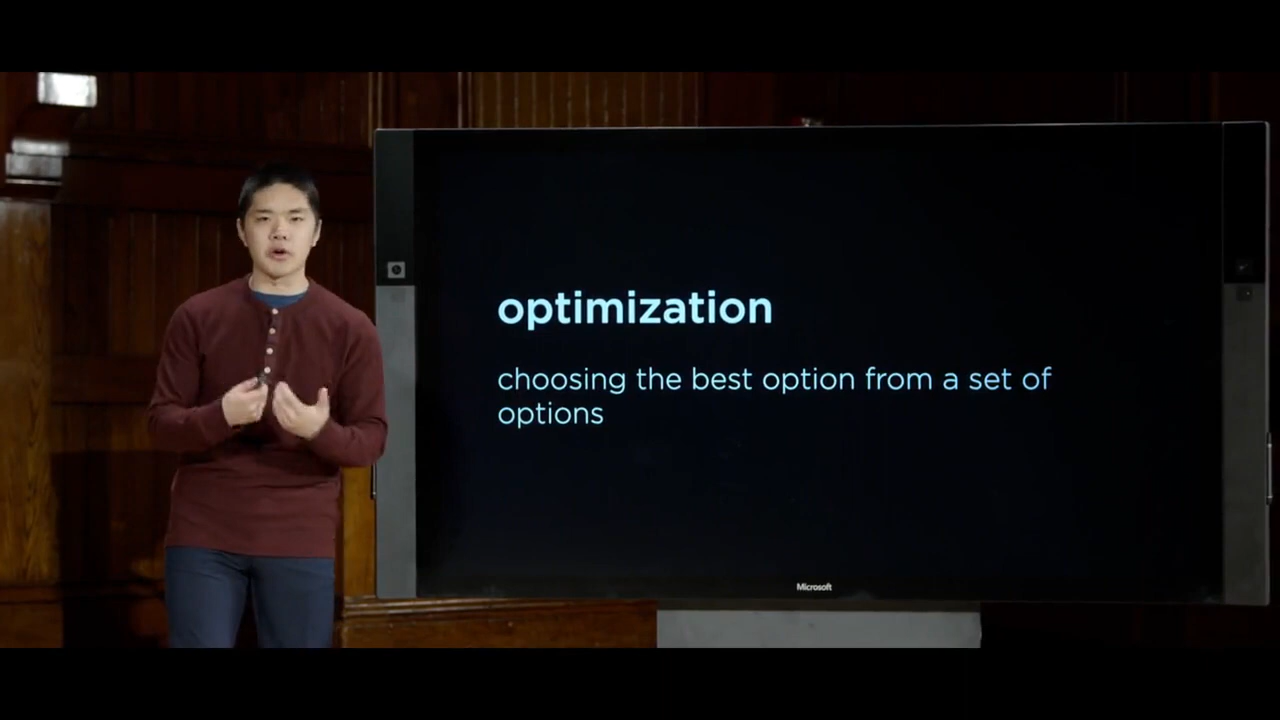 optimization
choosing the best option from a set of
options
Microsoft